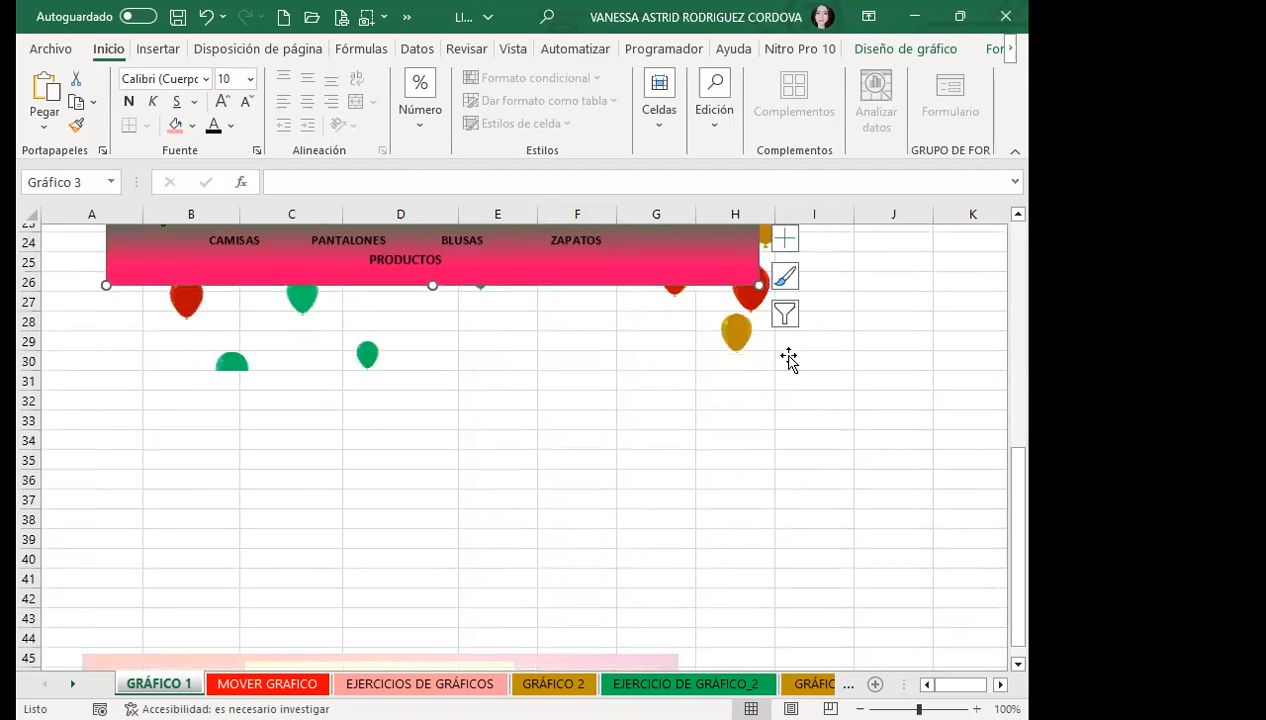 Autoguardado
LI...
VANESSA ASTRID RODRIGUEZ CORDOVA
Archivo Inicio Insertar Disposición de página Fórmulas Datos Revisar Vista Automatizar Programador Ayuda Nitro Pro 10 Diseño de gráfico For
Pegar
Calibri (Cuerpc 10
N K S
Número
Formato condicional
Dar formato como tabla
Estilos de celda
Celdas
Edición
Complementos
Analizar datos
Formulario
Portapapeles Fuente Alineación Estilos Complementos GRUPO DE FOR
Gráfico 3
fx
A B C D E F G H I J K
24
CAMISAS PANTALONES BLUSAS ZAPATOS
25
PRODUCTOS
26
27
28
29
30
31
32
33
34
35
36
37
38
39
40
41
42
43
44
45
GRÁFICO 1 MOVER GRAFICO EJERCICIOS DE GRÁFICOS GRÁFICO 2 EJERCICIO DE GRÁFICO_2 GRÁFIC ...
Listo Accesibilidad: es necesario investigar 100%